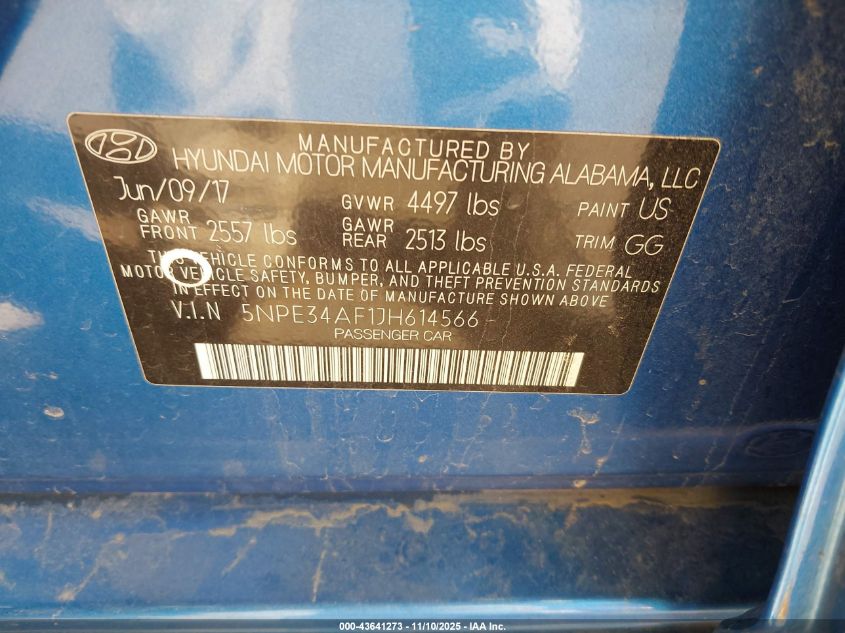 MANUFACTURED BY
HYUNDAI MOTOR MANUFACTURING ALABAMA, LLC
Jun/09/17 GVWR 4497 lbs PAINT US
GAWR FRONT 2557 lbs GAWR REAR 2513 lbs TRIM GG
THIS VEHICLE CONFORMS TO ALL APPLICABLE U.S.A. FEDERAL
MOTOR VEHICLE SAFETY, BUMPER, AND THEFT PREVENTION STANDARDS
IN EFFECT ON THE DATE OF MANUFACTURE SHOWN ABOVE
V.I.N 5NPE34AF1JH614566
PASSENGER CAR
000-43641273 - 11/10/2025 - IAA Inc.